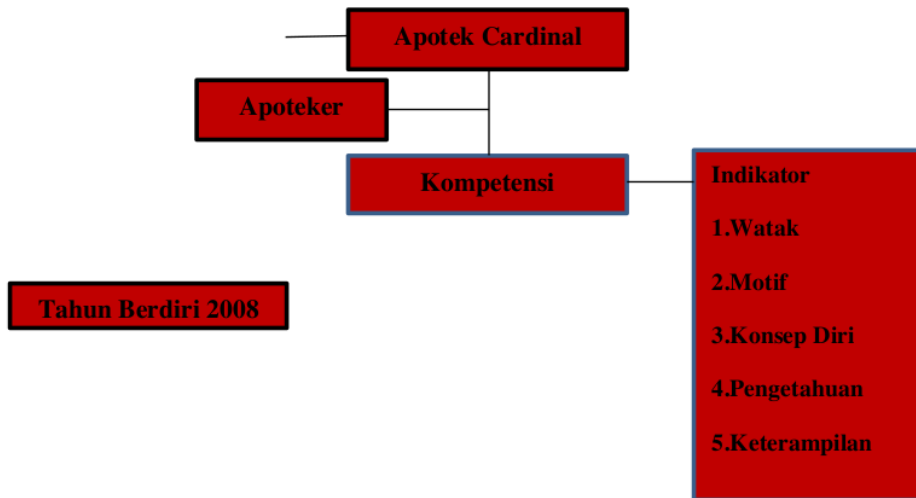 Apotek Cardinal
Apoteker
Kompetensi
Indikator
1.Watak
2.Motif
3.Konsep Diri
4.Pengetahuan
5.Keterampilan
Tahun Berdiri 2008